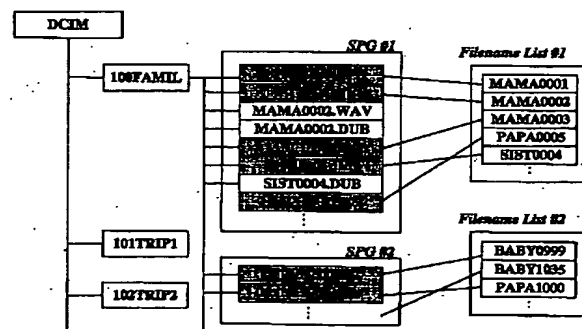 DCIM
SPG #1
Filename List #1
108FAMIL
MAMA0001
MAMA0002
MAMA0002.WAV
MAMA0003
MAMA0002.DUB
PAPA0005
SIST0004
SIST0004.DUB
Filename List #2
101TRIP1
SPG #2
BABY0999
BABY1035
102TRIP2
PAPA1000